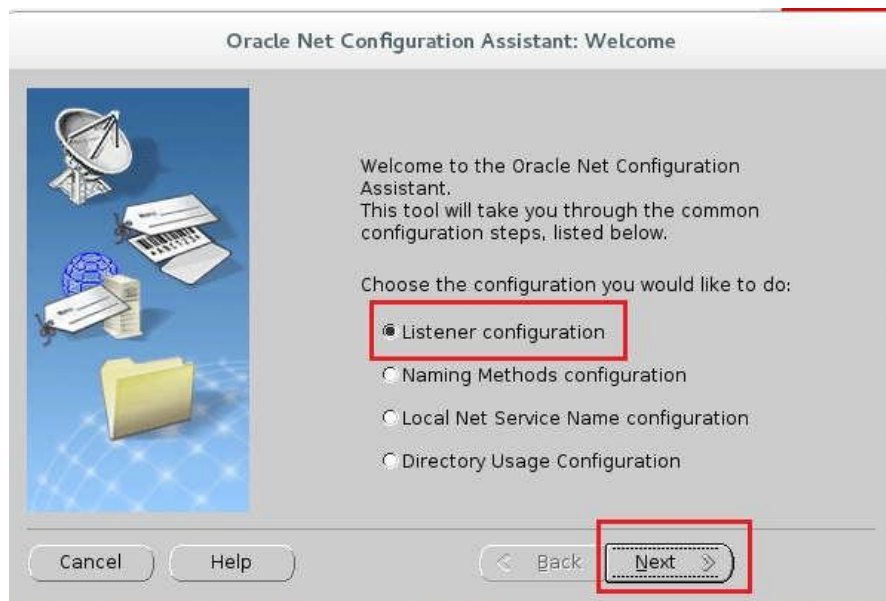 Oracle Net Configuration Assistant: Welcome
Welcome to the Oracle Net Configuration
Assistant.
This tool will take you through the common
configuration steps, listed below.
Choose the configuration you would like to do:
Listener configuration
Naming Methods configuration
Local Net Service Name configuration
Directory Usage Configuration
Cancel
Help
Back
Next